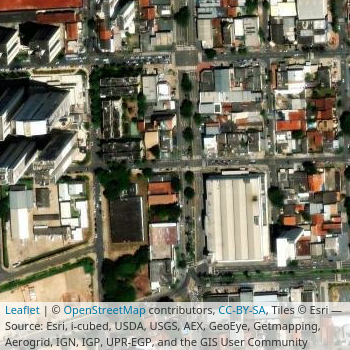 Leaflet | © OpenStreetMap contributors, CC-BY-SA, Tiles © Esri —
Source: Esri, i-cubed, USDA, USGS, AEX, GeoEye, Getmapping,
Aerogrid, IGN, IGP, UPR-EGP, and the GIS User Community